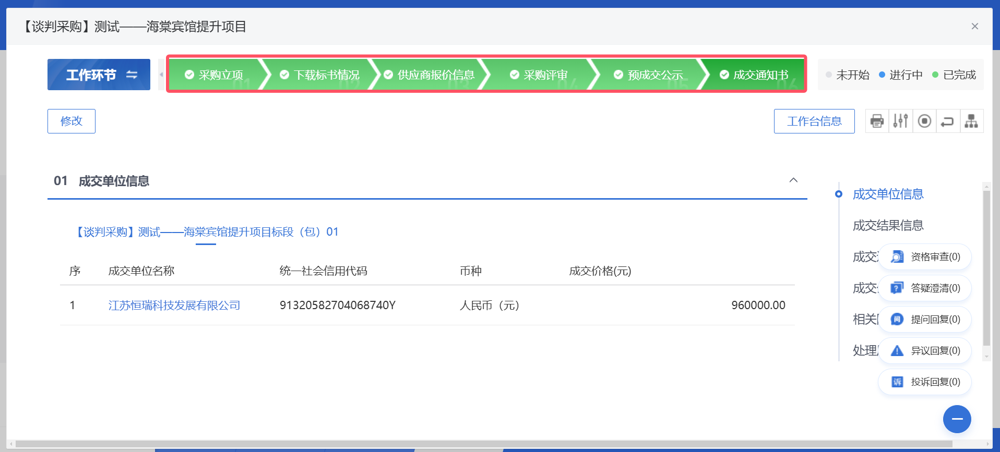 【谈判采购】测试——海棠宾馆提升项目
工作环节
采购立项 01
下载标书情况 02
供应商报价信息 03
采购评审 04
预成交公示 05
成交通知书 06
未开始 进行中 已完成
修改
工作台信息
01 成交单位信息
【谈判采购】测试——海棠宾馆提升项目标段（包）01
序 成交单位名称 统一社会信用代码 币种 成交价格(元)
1 江苏恒瑞科技发展有限公司 91320582704068740Y 人民币（元） 960000.00
成交单位信息
成交结果信息
成交
资格审查(0)
成交
答疑澄清(0)
相关
问 提问回复(0)
处理
异议回复(0)
诉 投诉回复(0)